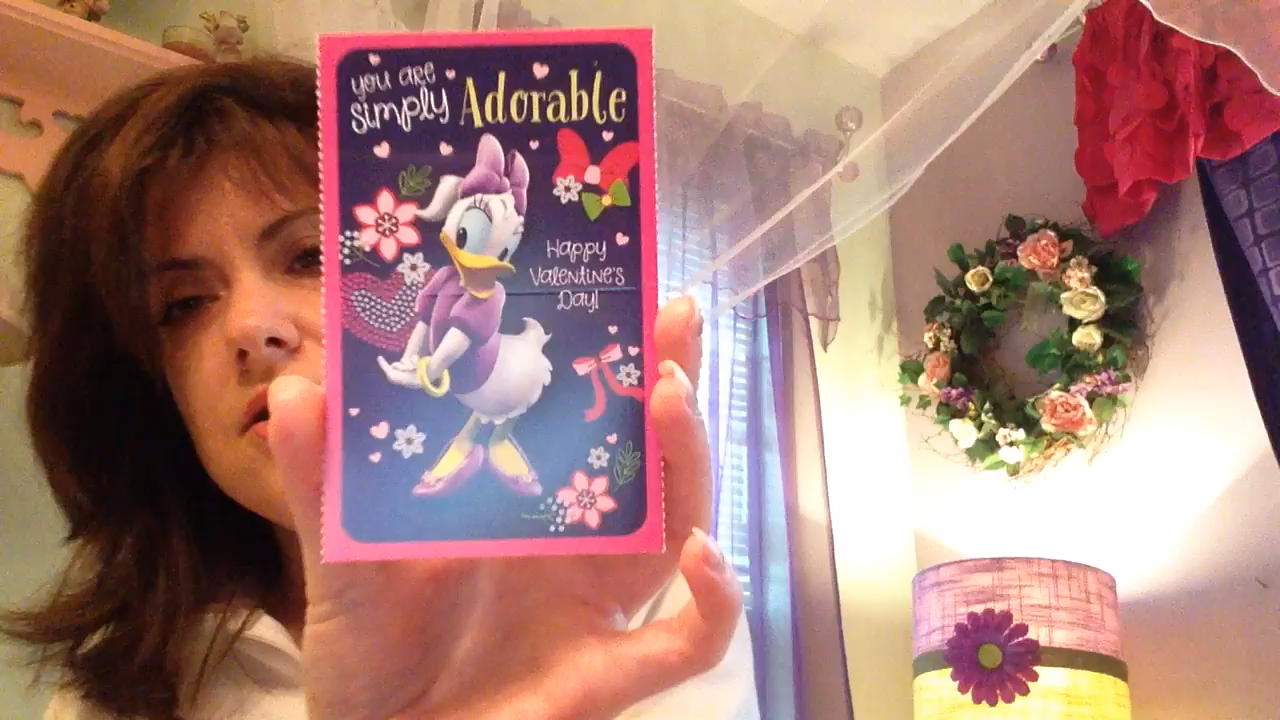 you are
simply Adorable
Happy
Valentine's
Day!